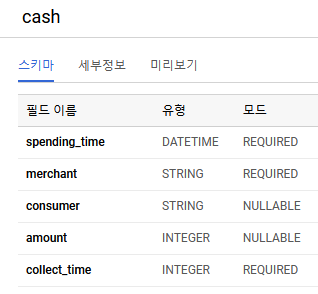 cash
스키마 세부정보 미리보기
필드 이름 유형 모드
spending_time DATETIME REQUIRED
merchant STRING REQUIRED
consumer STRING NULLABLE
amount INTEGER NULLABLE
collect_time INTEGER REQUIRED